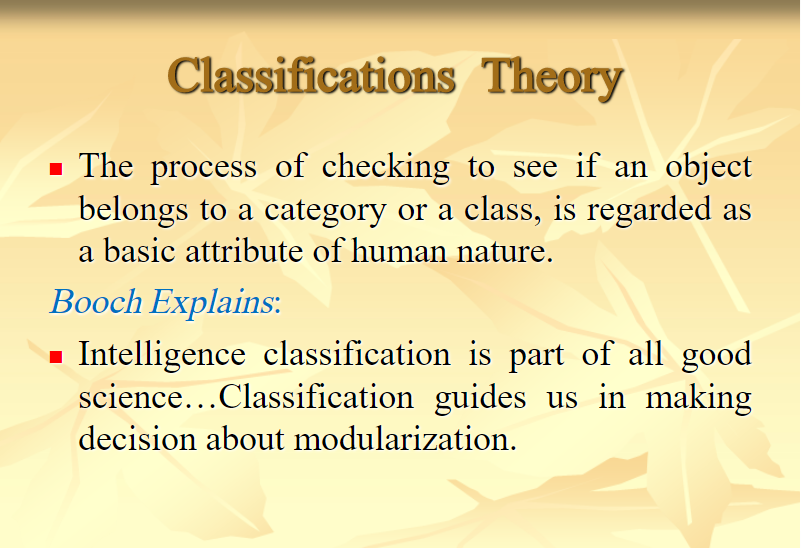 Classifications Theory
The process of checking to see if an object
belongs to a category or a class, is regarded as
a basic attribute of human nature.
Booch Explains:
Intelligence classification is part of all good
science…Classification guides us in making
decision about modularization.